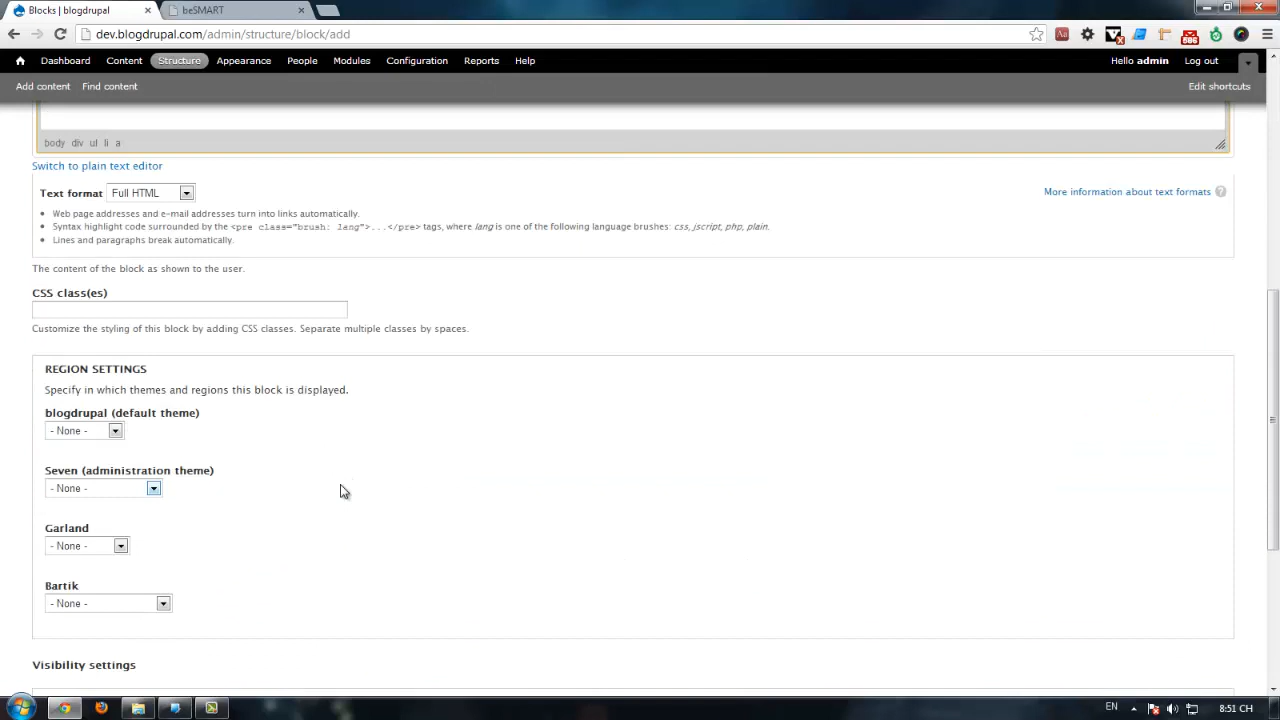 Blocks | blogdrupal
beSMART
dev.blogdrupal.com/admin/structure/block/add
586
Dashboard Content Structure Appearance People Modules Configuration Reports Help Hello admin Log out
Add content Find content Edit shortcuts
body div ul li a
Switch to plain text editor
Text format Full HTML More information about text formats ?
Web page addresses and e-mail addresses turn into links automatically.
Syntax highlight code surrounded by the <pre class="brush: lang">...</pre> tags, where lang is one of the following language brushes: css, jscript, php, plain.
Lines and paragraphs break automatically.
The content of the block as shown to the user.
CSS class(es)
Customize the styling of this block by adding CSS classes. Separate multiple classes by spaces.
REGION SETTINGS
Specify in which themes and regions this block is displayed.
blogdrupal (default theme)
- None -
Seven (administration theme)
- None -
Garland
- None -
Bartik
- None -
Visibility settings
EN 8:51 CH